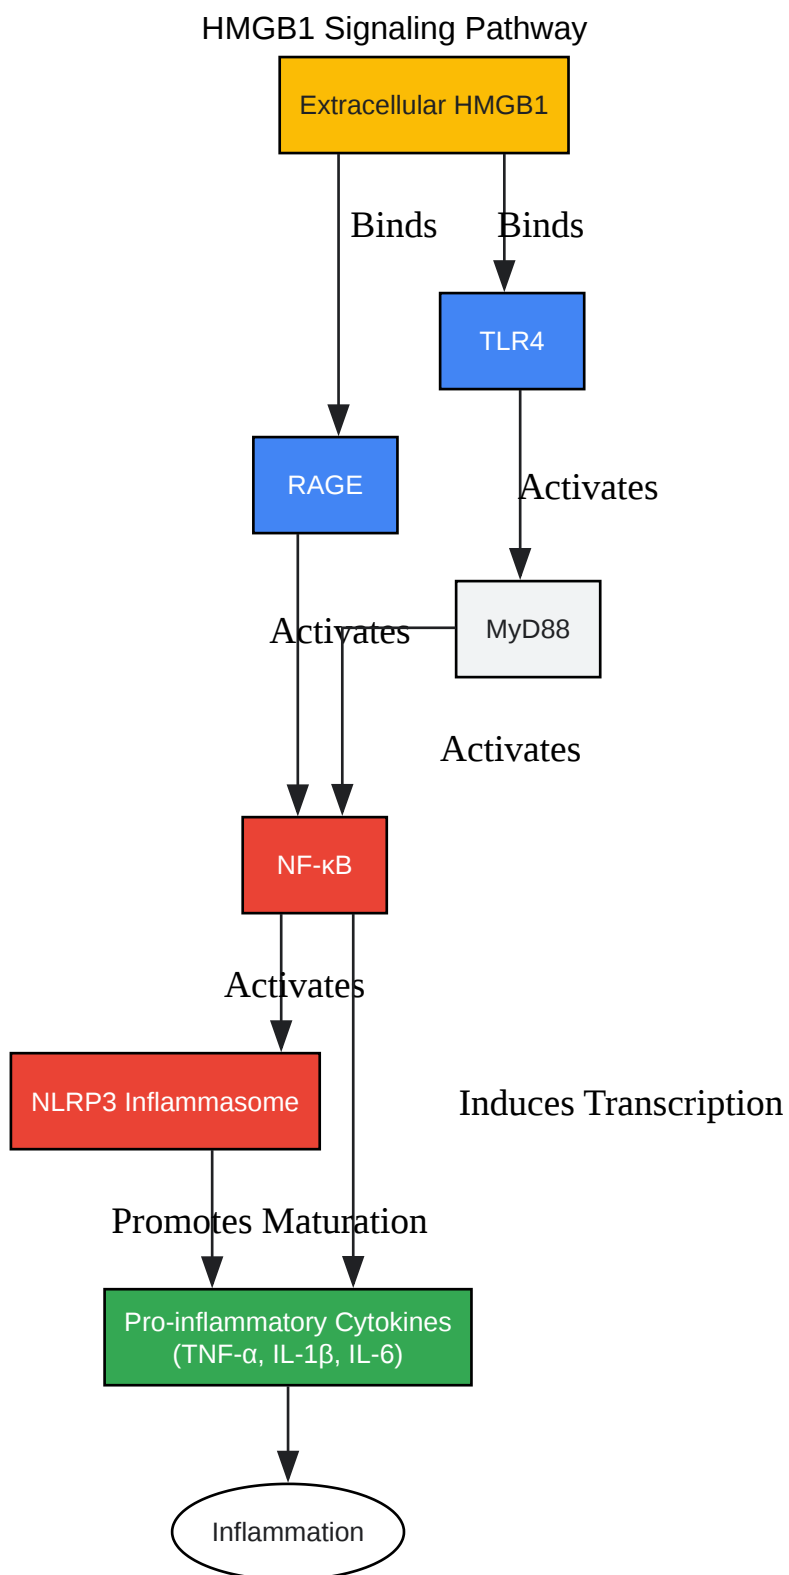 HMGB1 Signaling Pathway
Extracellular HMGB1
Binds
Binds
TLR4
RAGE
Activates
Activates
MyD88
Activates
NF-κB
Activates
NLRP3 Inflammasome
Induces Transcription
Promotes Maturation
Pro-inflammatory Cytokines
(TNF-α, IL-1β, IL-6)
Inflammation